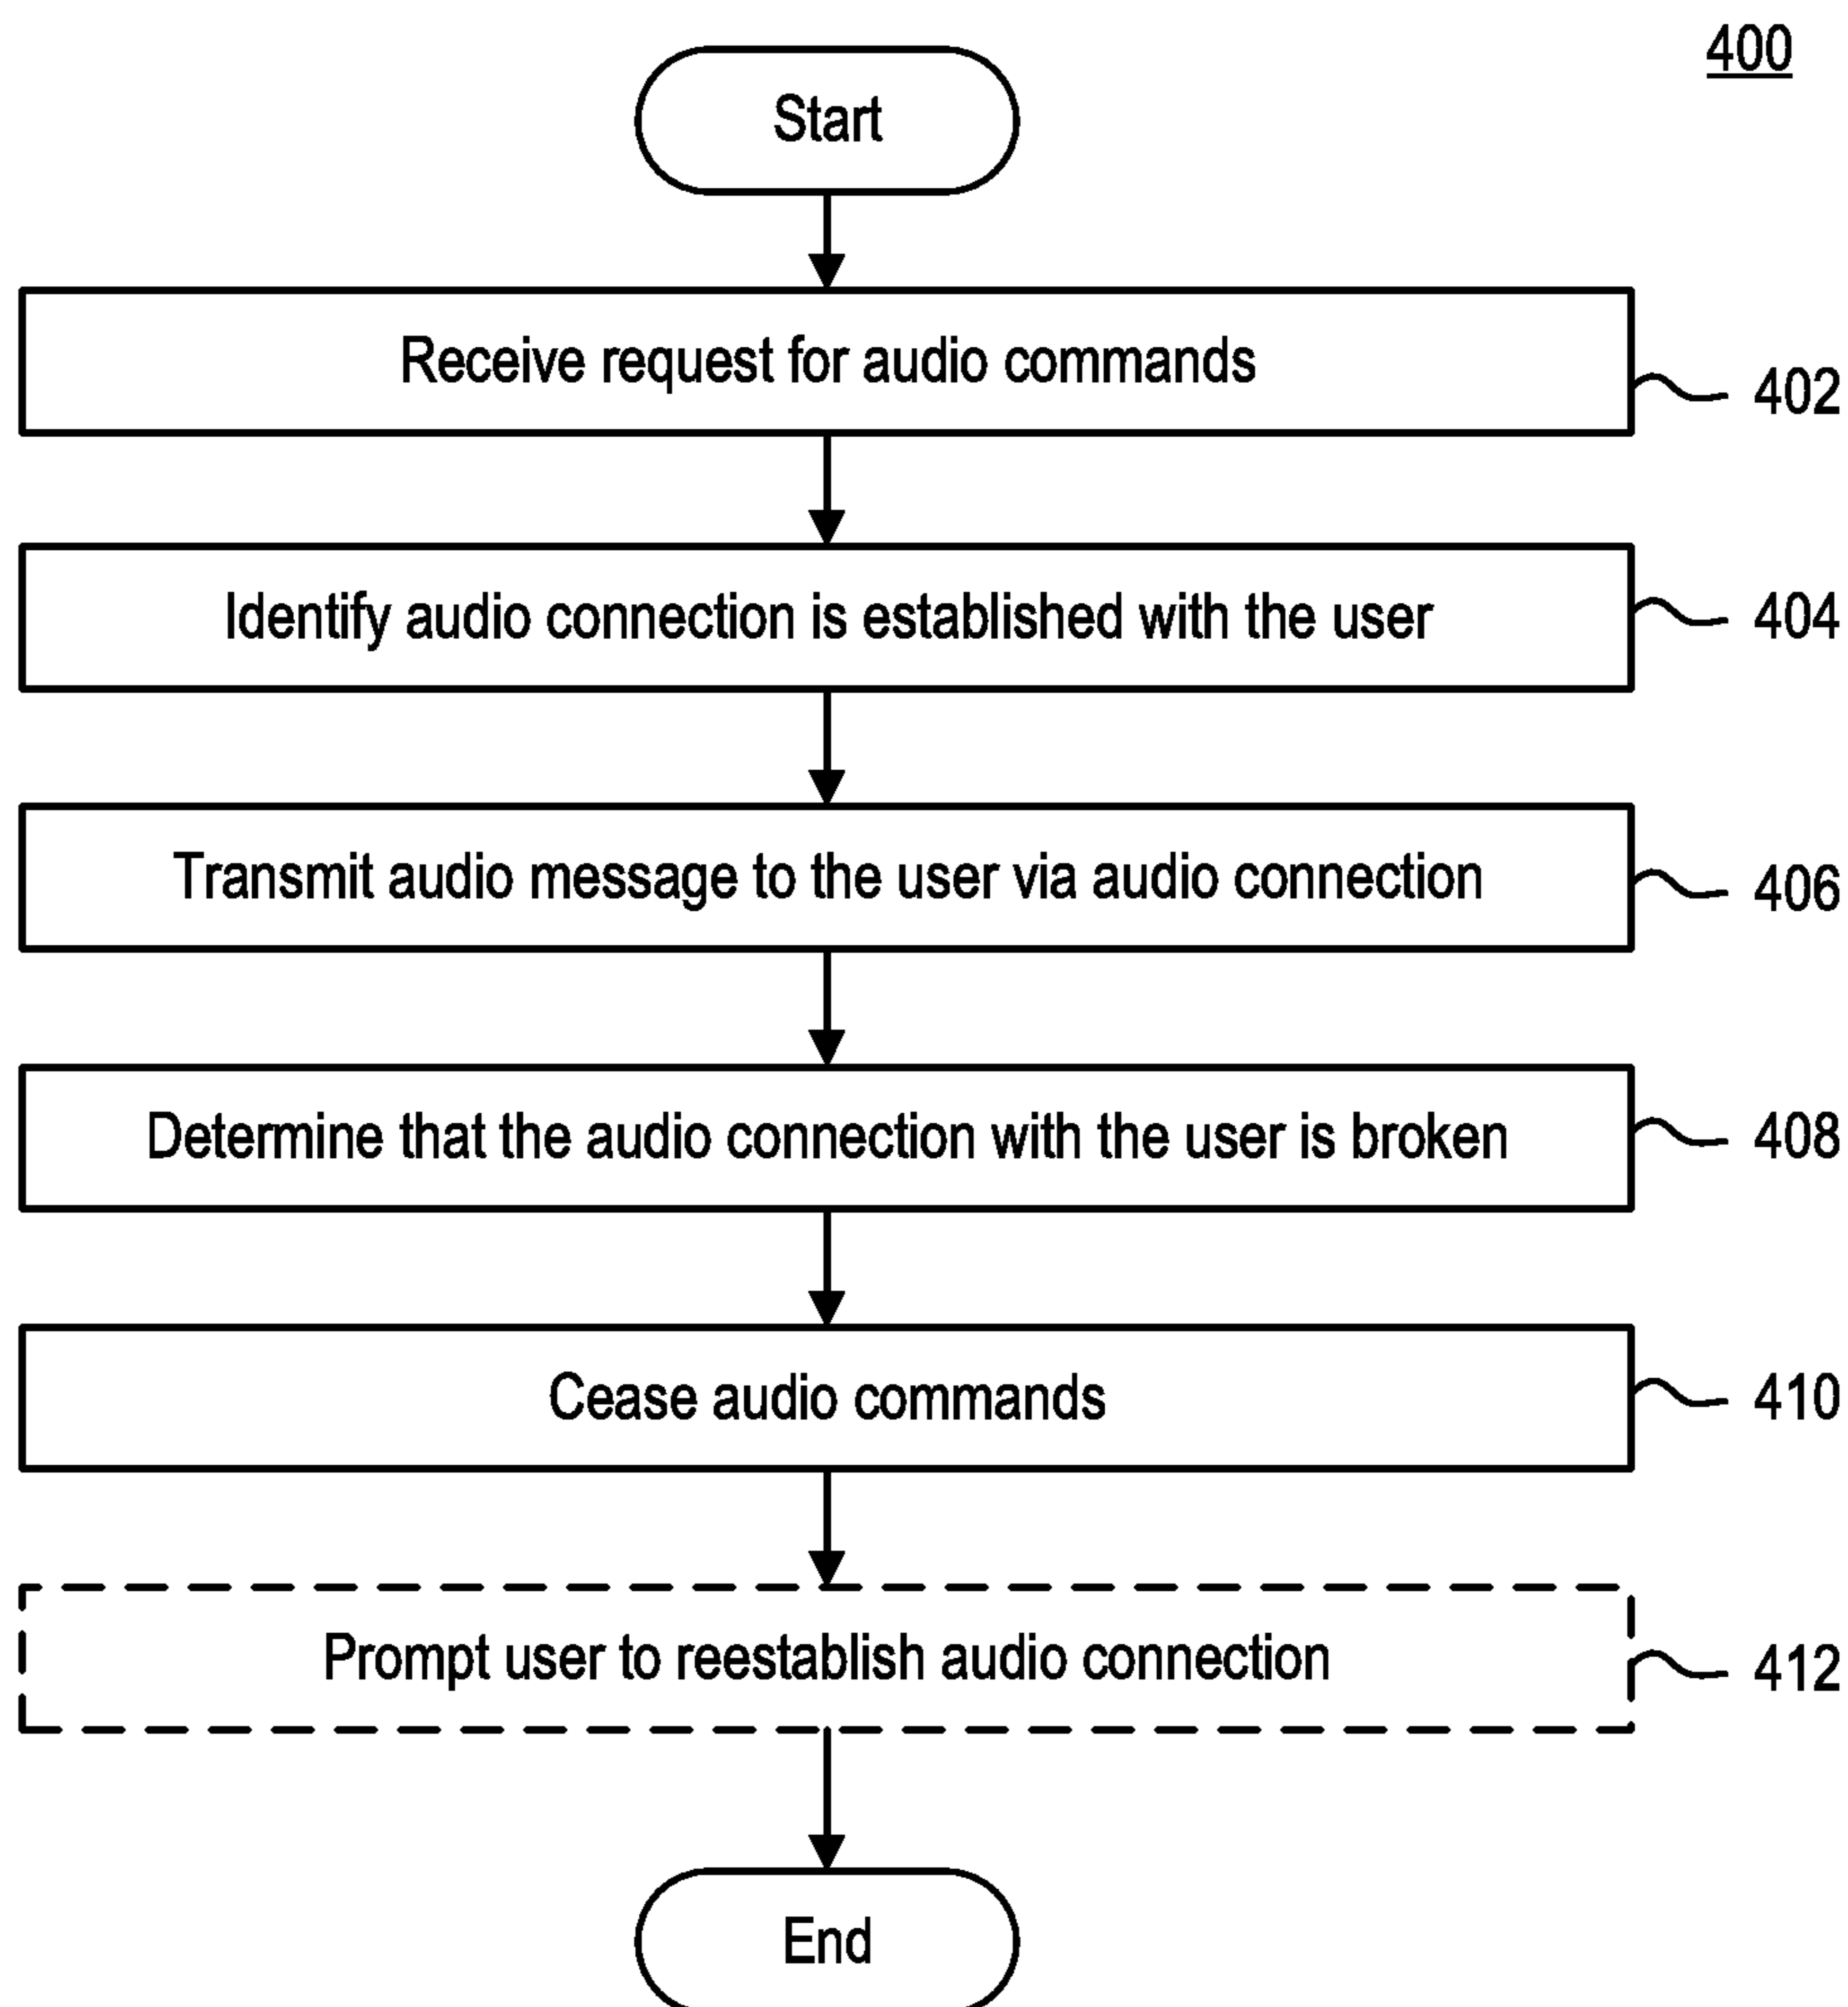 400
Start
Receive request for audio commands
402
Identify audio connection is established with the user
404
Transmit audio message to the user via audio connection
406
Determine that the audio connection with the user is broken
408
Cease audio commands
410
Prompt user to reestablish audio connection
412
End